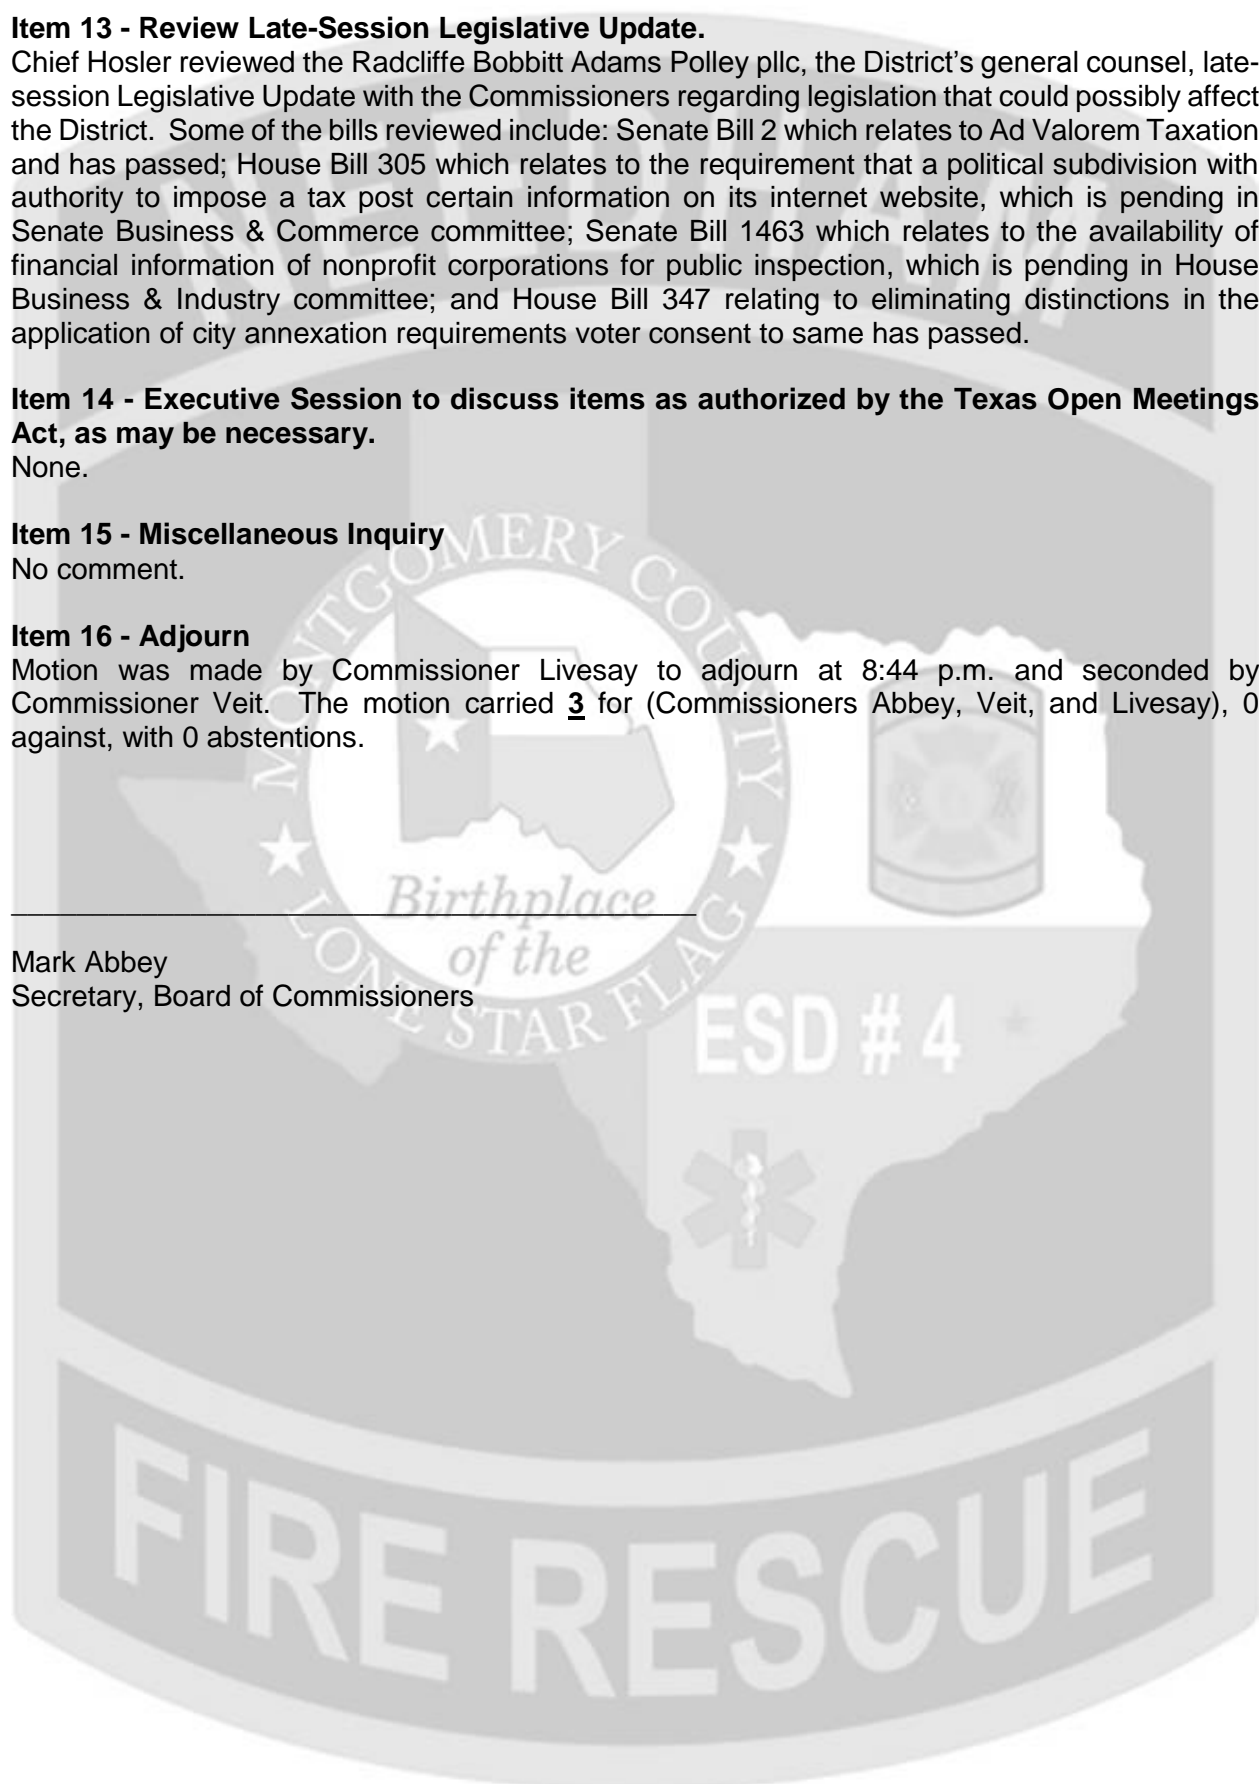 Item 13 - Review Late-Session Legislative Update.
Chief Hosler reviewed the Radcliffe Bobbitt Adams Polley pllc, the District’s general counsel, late-
session Legislative Update with the Commissioners regarding legislation that could possibly affect
the District.  Some of the bills reviewed include: Senate Bill 2 which relates to Ad Valorem Taxation
and has passed; House Bill 305 which relates to the requirement that a political subdivision with
authority to impose a tax post certain information on its internet website, which is pending in
Senate Business & Commerce committee; Senate Bill 1463 which relates to the availability of
financial information of nonprofit corporations for public inspection, which is pending in House
Business & Industry committee; and House Bill 347 relating to eliminating distinctions in the
application of city annexation requirements voter consent to same has passed.
Item 14 - Executive Session to discuss items as authorized by the Texas Open Meetings
Act, as may be necessary.
None.
Item 15 - Miscellaneous Inquiry
No comment.
Item 16 - Adjourn
Motion was made by Commissioner Livesay to adjourn at 8:44 p.m. and seconded by
Commissioner Veit.  The motion carried 3 for (Commissioners Abbey, Veit, and Livesay), 0
against, with 0 abstentions.
Mark Abbey
Secretary, Board of Commissioners
NEEDHAM
MONTGOMERY COUNTY
Birthplace
of the
LONE STAR FLAG
ESD # 4
FIRE RESCUE